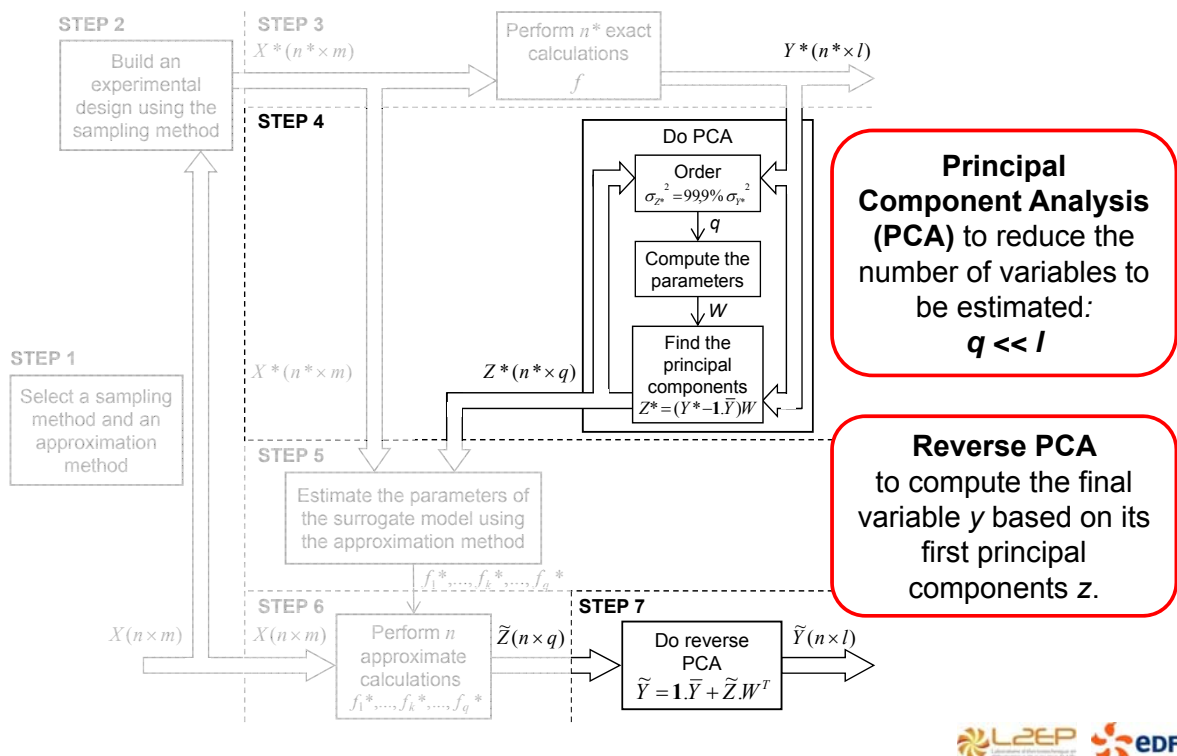 STEP 2
Build an
experimental
design using the
sampling method
STEP 3
X*(n*×m)
Perform n* exact
calculations
f
Y*(n*×l)
STEP 4
Do PCA
Order
σ_{Z*}² = 99,9% σ_{Y*}²
q
Compute the
parameters
W
Find the
principal
components
Z* = (Y* − 1.Ȳ)W
Z*(n*×q)
X*(n*×m)
Principal
Component Analysis
(PCA) to reduce the
number of variables to
be estimated:
q << l
STEP 1
Select a sampling
method and an
approximation
method
STEP 5
Estimate the parameters of
the surrogate model using
the approximation method
f₁*,..., fₖ*,..., f_q*
Reverse PCA
to compute the final
variable y based on its
first principal
components z.
X(n×m)
STEP 6
X(n×m)
Perform n
approximate
calculations
f₁*,..., fₖ*,..., f_q*
Z̃(n×q)
STEP 7
Do reverse
PCA
Ỹ = 1.Ȳ + Z̃.Wᵀ
Ỹ(n×l)
L2EP
eDF